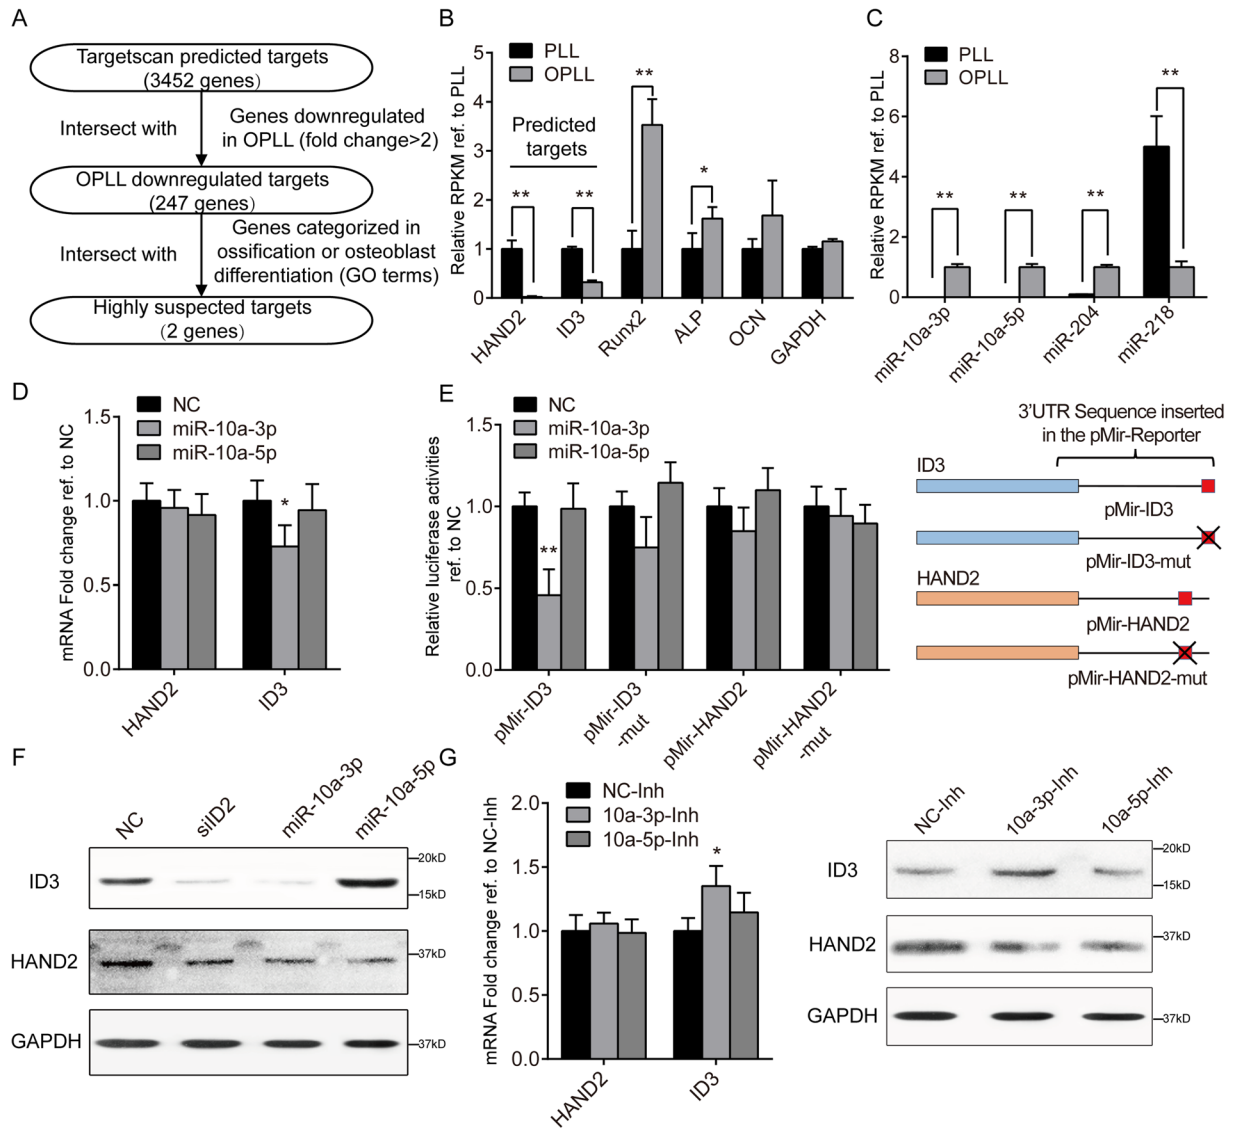 A
Targetscan predicted targets
(3452 genes)
Intersect with
Genes downregulated
in OPLL (fold change>2)
OPLL downregulated targets
(247 genes)
Intersect with
Genes categorized in
ossification or osteoblast
differentiation (GO terms)
Highly suspected targets
(2 genes)
B
Relative RPKM ref. to PLL
5
4
3
2
1
0
PLL
OPLL
Predicted
targets
**
**
**
*
HAND2
ID3
Runx2
ALP
OCN
GAPDH
C
Relative RPKM ref. to PLL
8
6
4
2
0
PLL
OPLL
**
**
**
**
miR-10a-3p
miR-10a-5p
miR-204
miR-218
D
mRNA Fold change ref. to NC
1.5
1.0
0.5
0.0
NC
miR-10a-3p
miR-10a-5p
*
HAND2
ID3
E
Relative luciferase activities
ref. to NC
1.5
1.0
0.5
0.0
NC
miR-10a-3p
miR-10a-5p
**
pMir-ID3
pMir-ID3
-mut
pMir-HAND2
pMir-HAND2
-mut
3'UTR Sequence inserted
in the pMir-Reporter
ID3
pMir-ID3
pMir-ID3-mut
HAND2
pMir-HAND2
pMir-HAND2-mut
F
NC
siID2
miR-10a-3p
miR-10a-5p
ID3
20kD
15kD
HAND2
37kD
GAPDH
37kD
G
mRNA Fold change ref. to NC-Inh
2.0
1.5
1.0
0.5
0.0
NC-Inh
10a-3p-Inh
10a-5p-Inh
*
HAND2
ID3
NC-Inh
10a-3p-Inh
10a-5p-Inh
ID3
20kD
15kD
HAND2
37kD
GAPDH
37kD